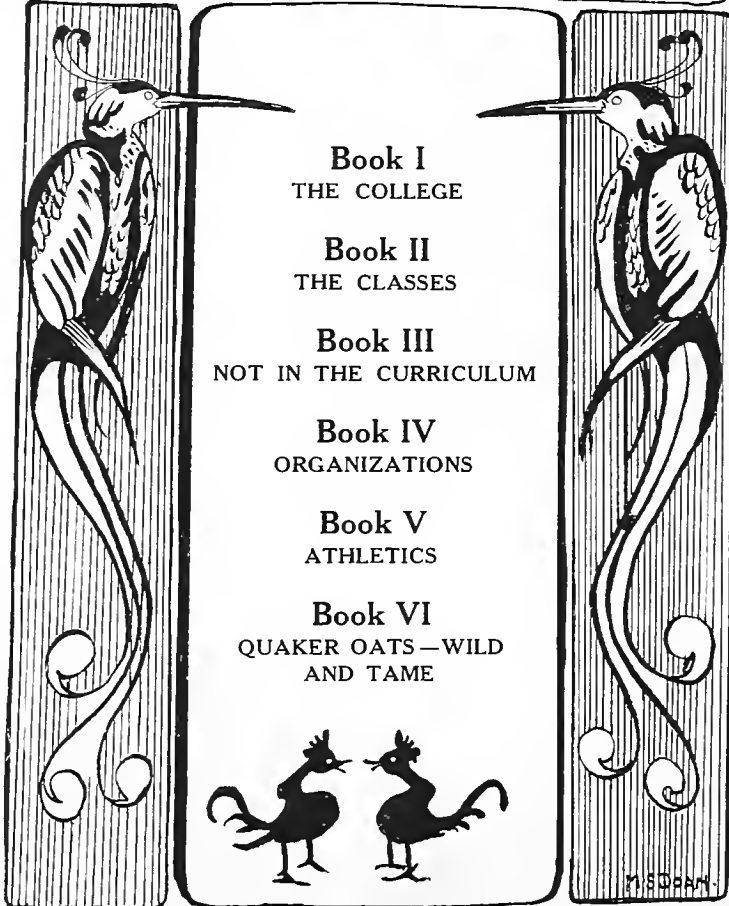 Book I
THE COLLEGE
Book II
THE CLASSES
Book III
NOT IN THE CURRICULUM
Book IV
ORGANIZATIONS
Book V
ATHLETICS
Book VI
QUAKER OATS—WILD
AND TAME
M.S.DOAN.